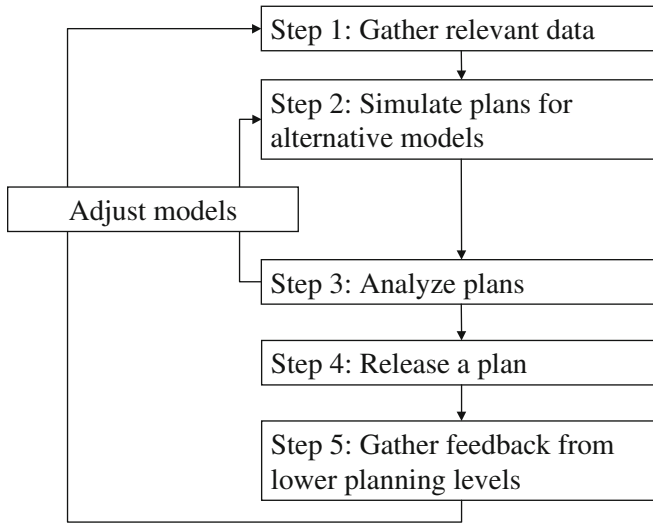 Step 1: Gather relevant data
Step 2: Simulate plans for
alternative models
Adjust models
Step 3: Analyze plans
Step 4: Release a plan
Step 5: Gather feedback from
lower planning levels